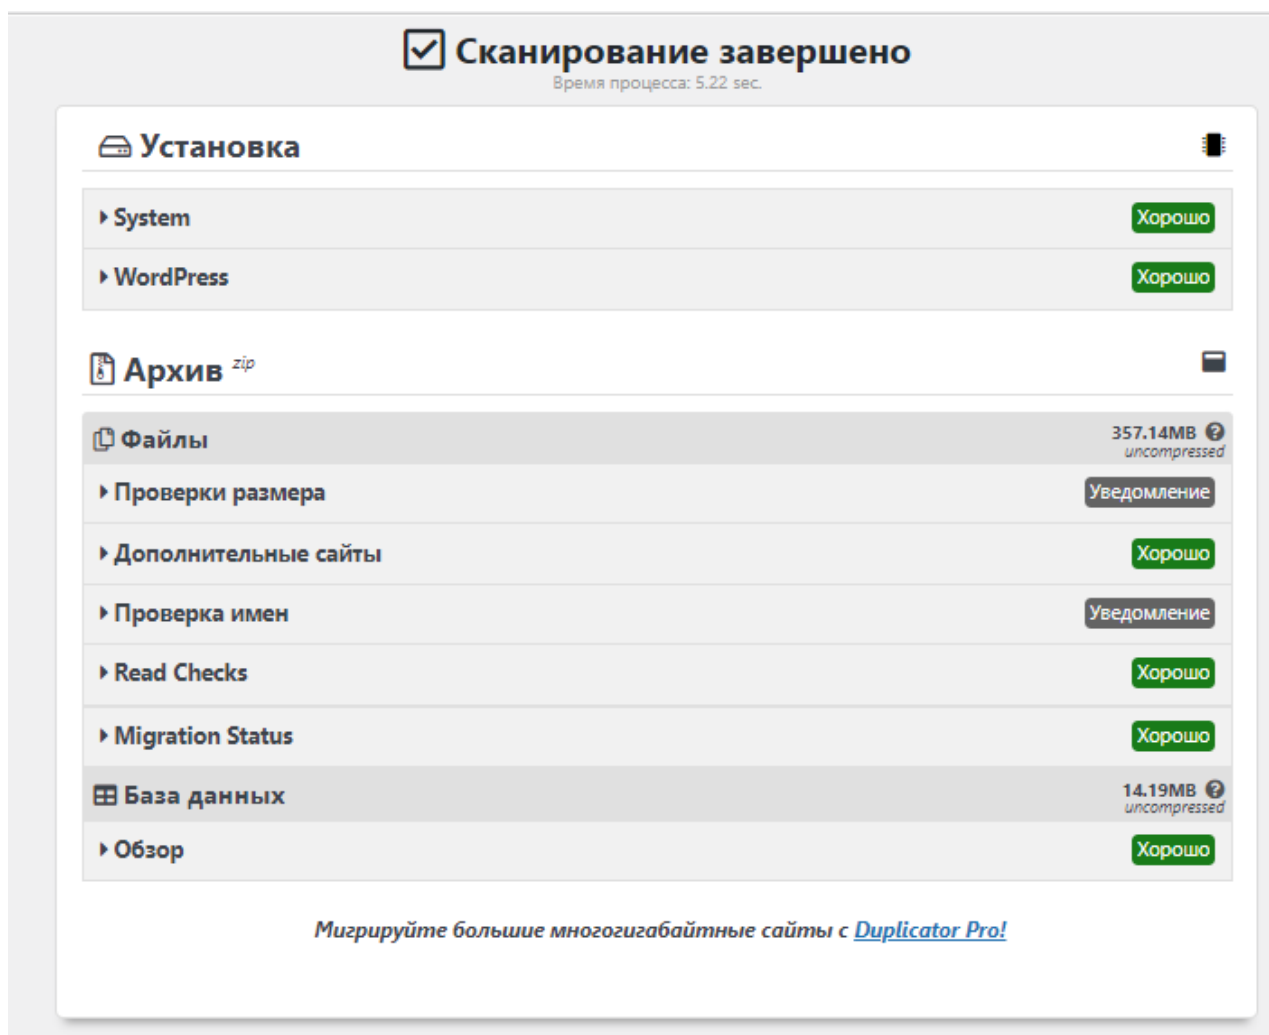 Сканирование завершено
Время процесса: 5.22 sec.
Установка
System Хорошо
WordPress Хорошо
Архив zip
Файлы 357.14MB
uncompressed
Проверки размера Уведомление
Дополнительные сайты Хорошо
Проверка имен Уведомление
Read Checks Хорошо
Migration Status Хорошо
База данных 14.19MB
uncompressed
Обзор Хорошо
Мигрируйте большие многогигабайтные сайты с Duplicator Pro!